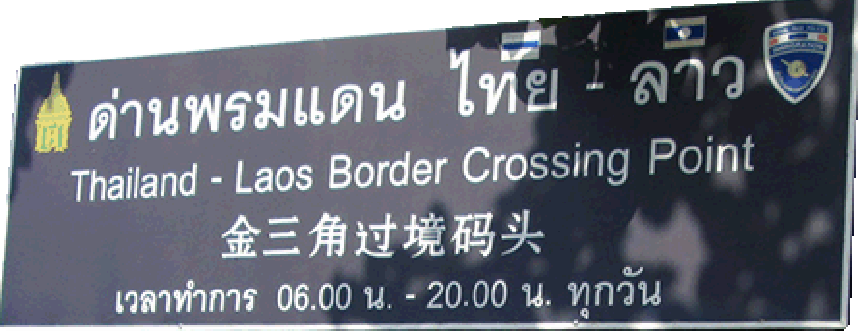 ด่านพรมแดน ไทย - ลาว
Thailand - Laos Border Crossing Point
金三角过境码头
เวลาทำการ 06.00 น. - 20.00 น. ทุกวัน
IMMIGRATION